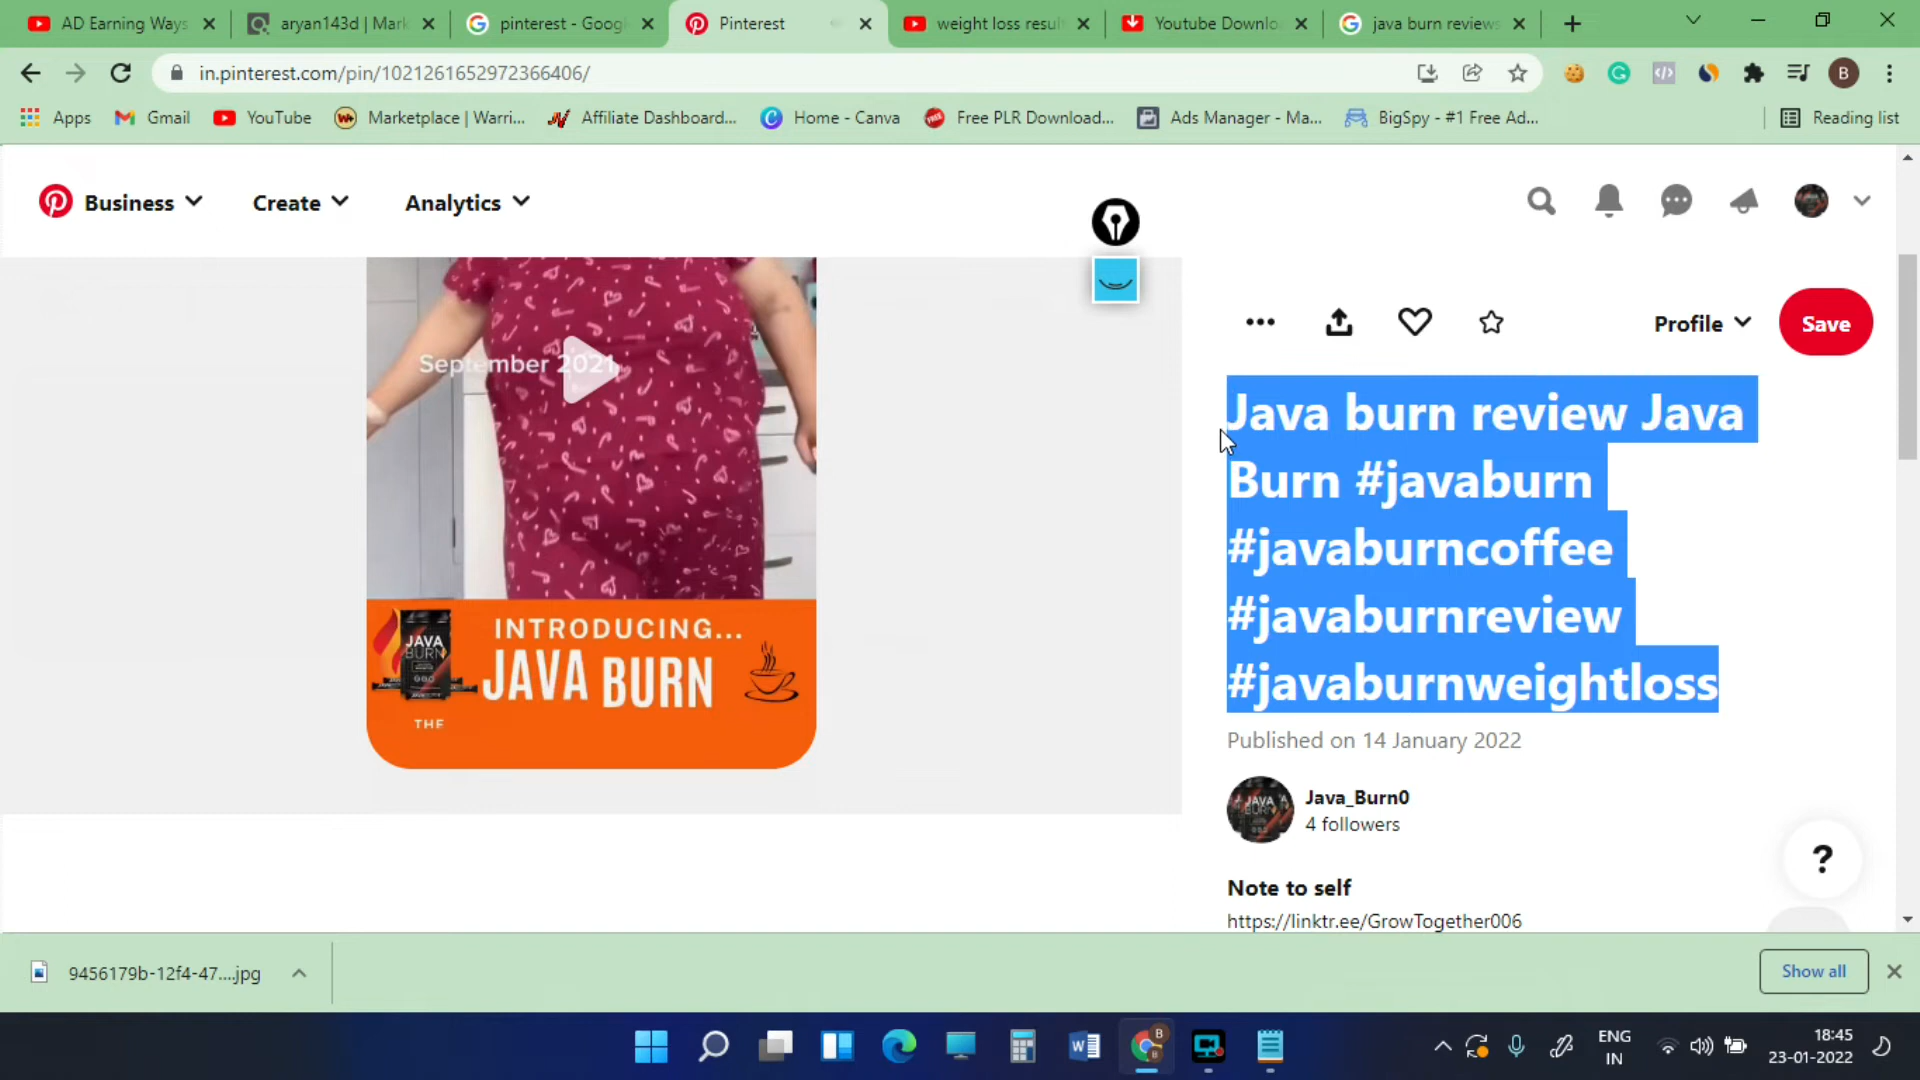 AD Earning Ways
aryan143d | Mark
pinterest - Googl
Pinterest
weight loss resul
Youtube Downlo
java burn reviews
in.pinterest.com/pin/1021261652972366406/
B
Apps
Gmail
YouTube
Marketplace | Warri...
Affiliate Dashboard...
Home - Canva
Free PLR Download...
Ads Manager - Ma...
BigSpy - #1 Free Ad...
Reading list
Business
Create
Analytics
September 2021
INTRODUCING...
JAVA BURN
JAVA
BURN
THE
Profile
Save
Java burn review Java
Burn #javaburn
#javaburncoffee
#javaburnreview
#javaburnweightloss
Published on 14 January 2022
Java_Burn0
4 followers
Note to self
https://linktr.ee/GrowTogether006
?
9456179b-12f4-47....jpg
Show all
ENG
IN
18:45
23-01-2022